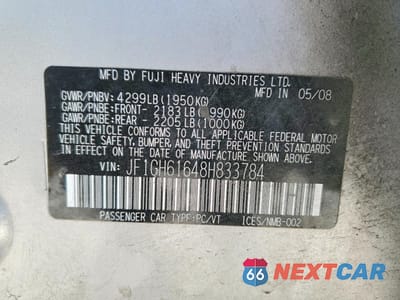 MFD. BY FUJI HEAVY INDUSTRIES LTD.
GVWR/PNBV: 4299LB (1950KG) MFD IN 05/08
GAWR/PNBE:FRONT- 2183LB ( 990KG)
GAWR/PNBE:REAR - 2205LB (1000KG)
THIS VEHICLE CONFORMS TO ALL APPLICABLE FEDERAL MOTOR
VEHICLE SAFETY, BUMPER, AND THEFT PREVENTION STANDARDS
IN EFFECT ON THE DATE OF MANUFACTURE SHOWN ABOVE.
VIN: JF1GH61648H833784
PASSENGER CAR TYPE:PC/VT ICES/NMB-002
66 NEXTCAR